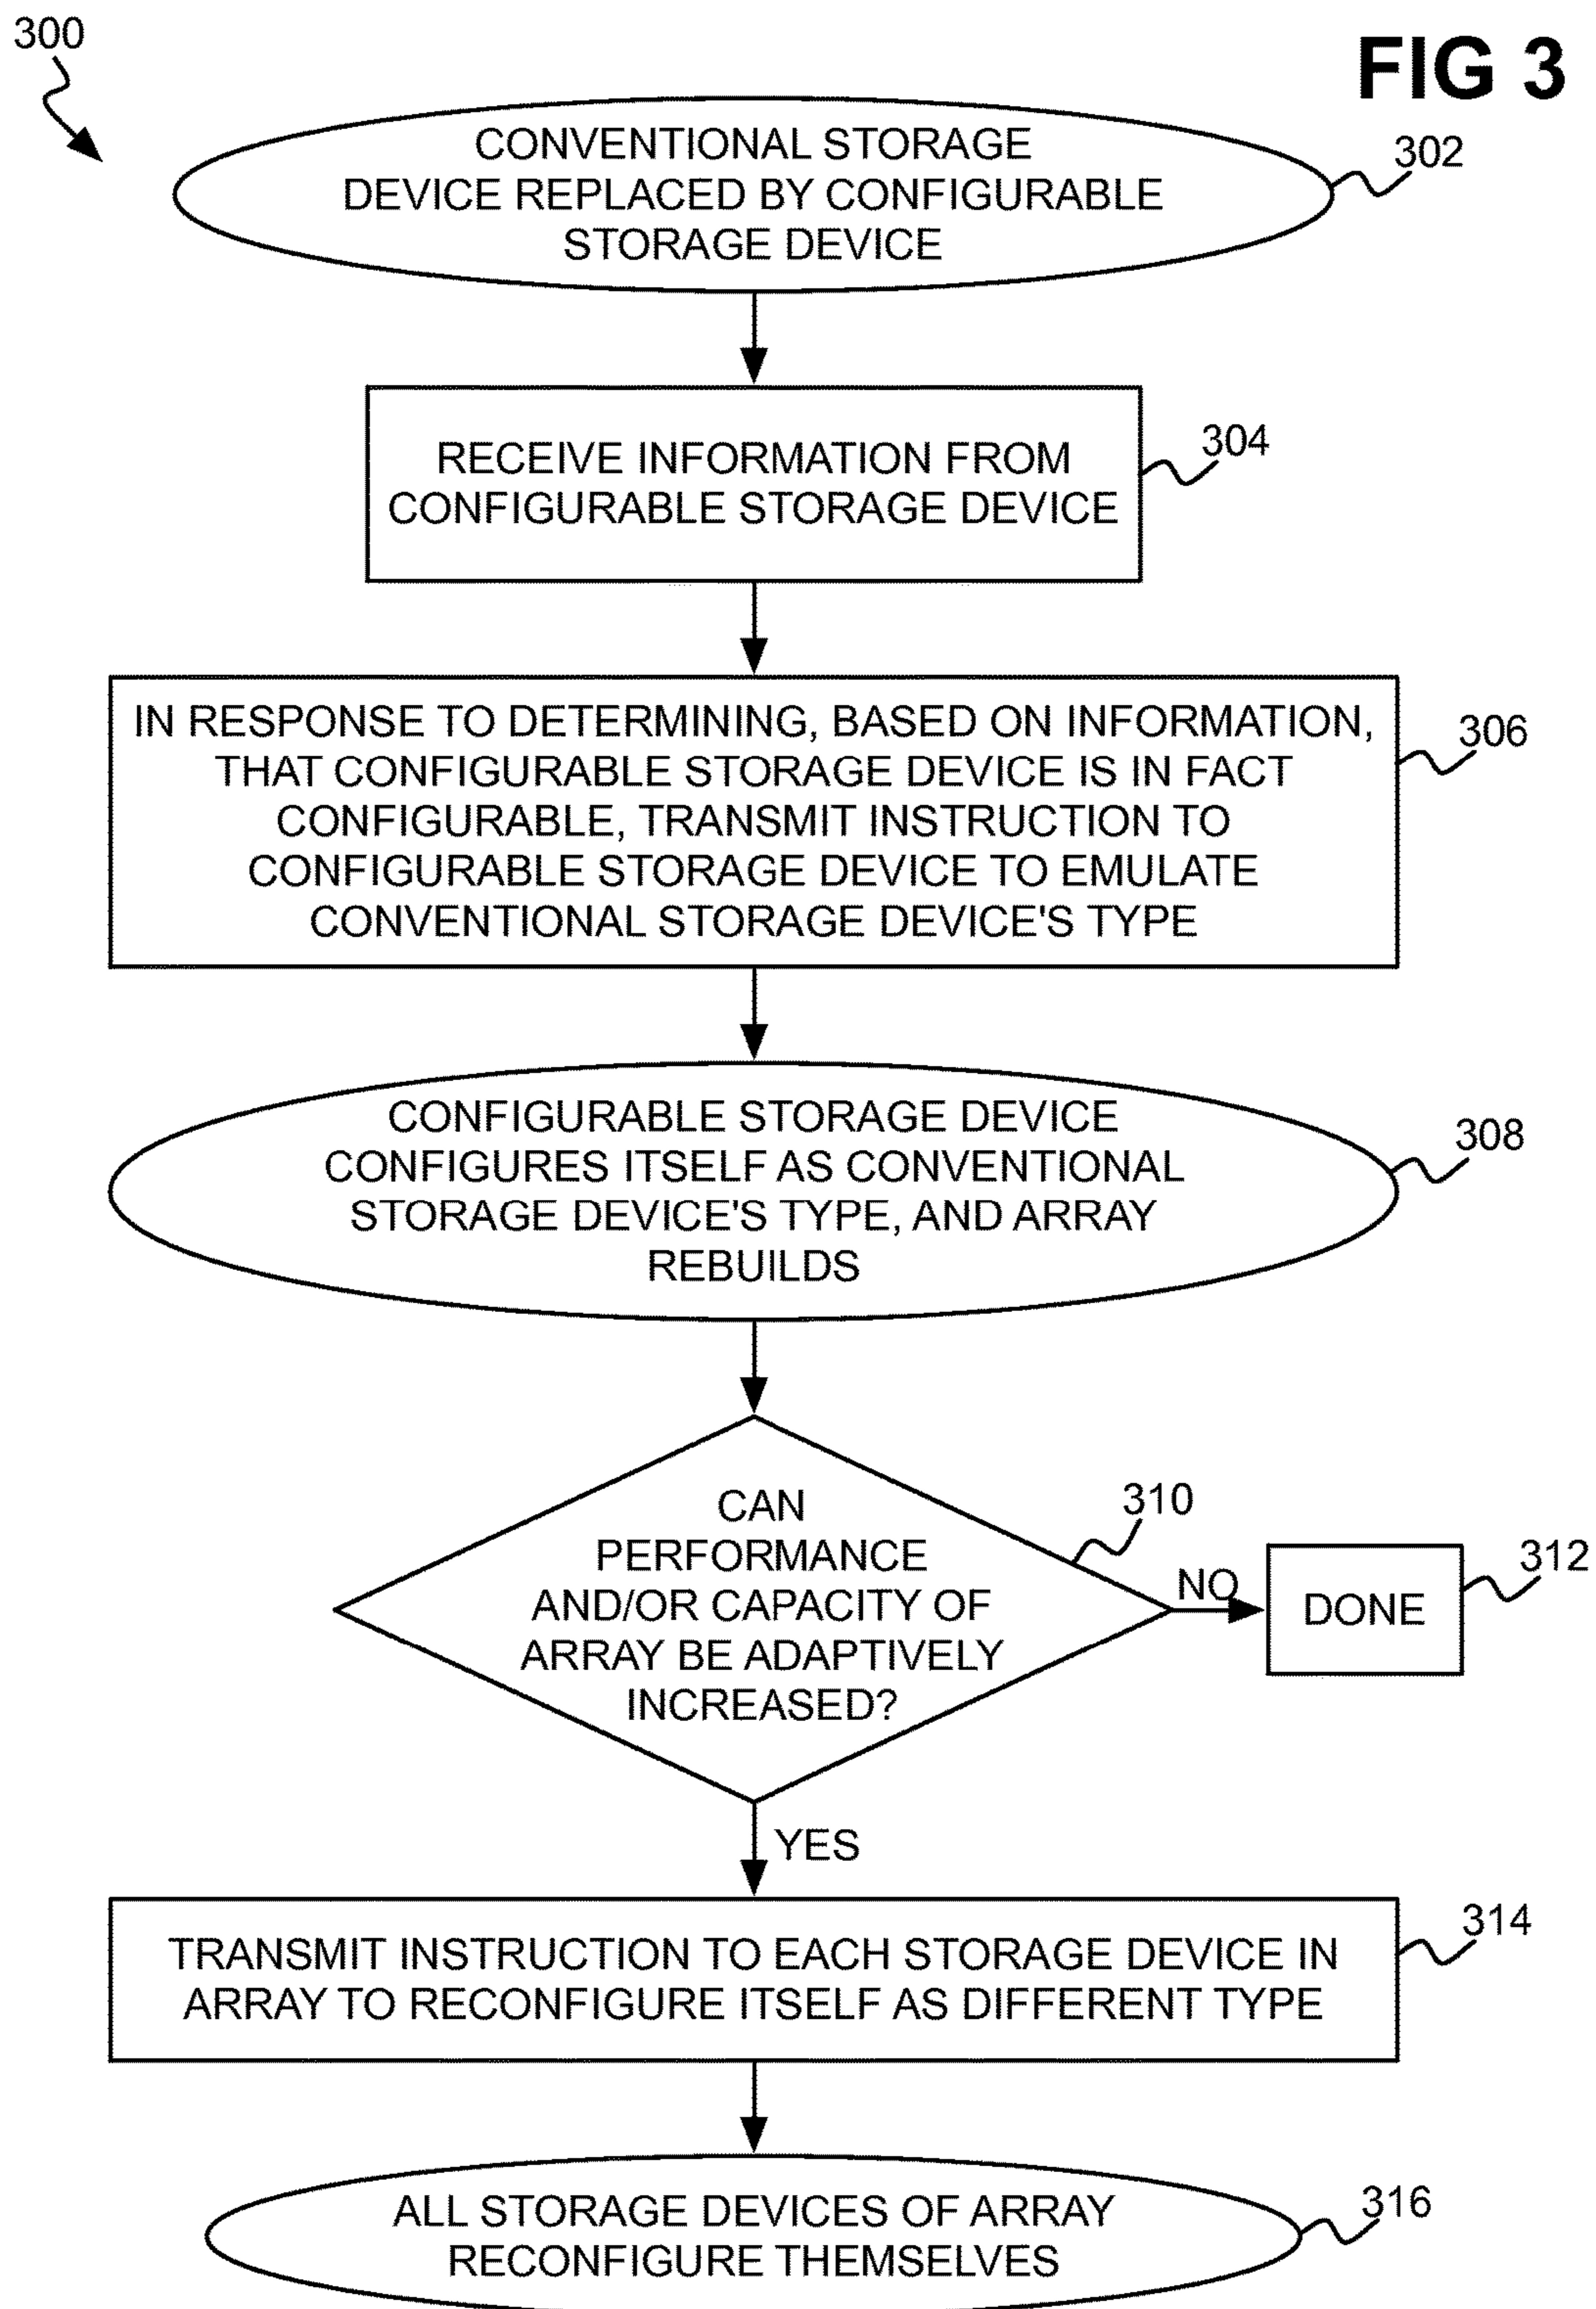 300
FIG 3
CONVENTIONAL STORAGE
DEVICE REPLACED BY CONFIGURABLE
STORAGE DEVICE
302
RECEIVE INFORMATION FROM
CONFIGURABLE STORAGE DEVICE
304
IN RESPONSE TO DETERMINING, BASED ON INFORMATION,
THAT CONFIGURABLE STORAGE DEVICE IS IN FACT
CONFIGURABLE, TRANSMIT INSTRUCTION TO
CONFIGURABLE STORAGE DEVICE TO EMULATE
CONVENTIONAL STORAGE DEVICE'S TYPE
306
CONFIGURABLE STORAGE DEVICE
CONFIGURES ITSELF AS CONVENTIONAL
STORAGE DEVICE'S TYPE, AND ARRAY
REBUILDS
308
CAN
PERFORMANCE
AND/OR CAPACITY OF
ARRAY BE ADAPTIVELY
INCREASED?
310
NO
DONE
312
YES
TRANSMIT INSTRUCTION TO EACH STORAGE DEVICE IN
ARRAY TO RECONFIGURE ITSELF AS DIFFERENT TYPE
314
ALL STORAGE DEVICES OF ARRAY
RECONFIGURE THEMSELVES
316